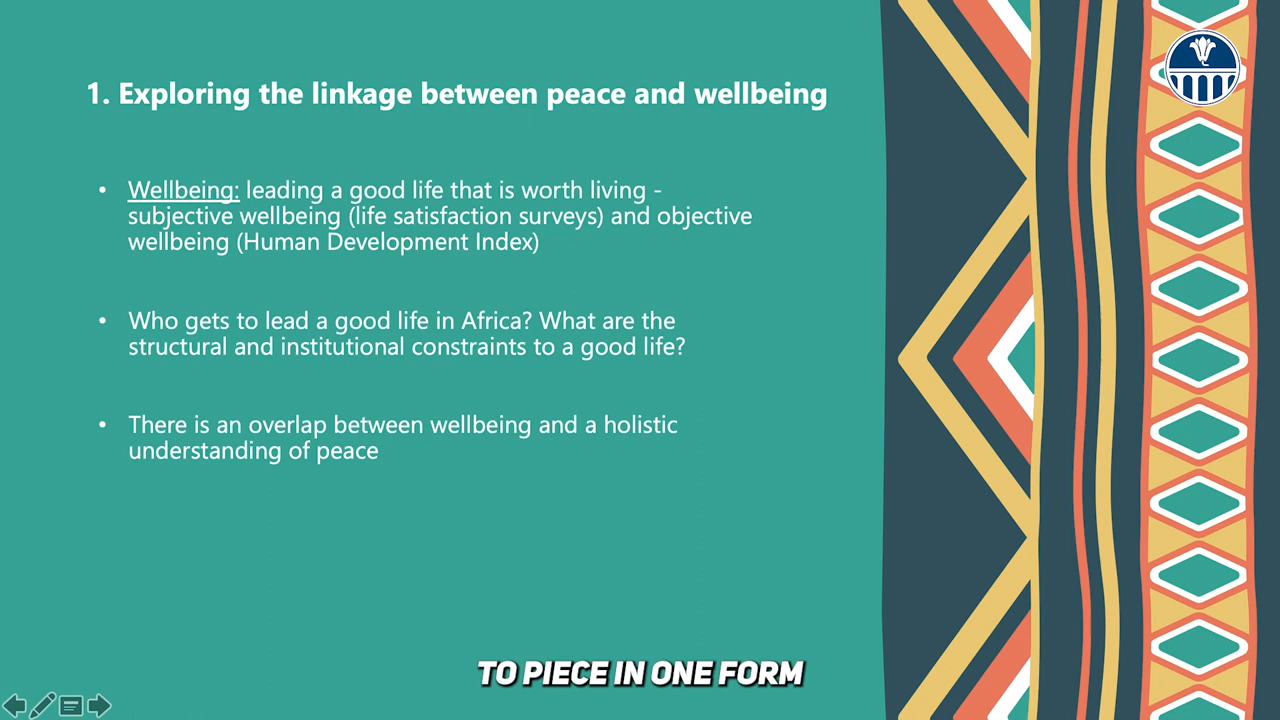 1. Exploring the linkage between peace and wellbeing
• Wellbeing: leading a good life that is worth living -
subjective wellbeing (life satisfaction surveys) and objective
wellbeing (Human Development Index)
• Who gets to lead a good life in Africa? What are the
structural and institutional constraints to a good life?
• There is an overlap between wellbeing and a holistic
understanding of peace
TO PIECE IN ONE FORM